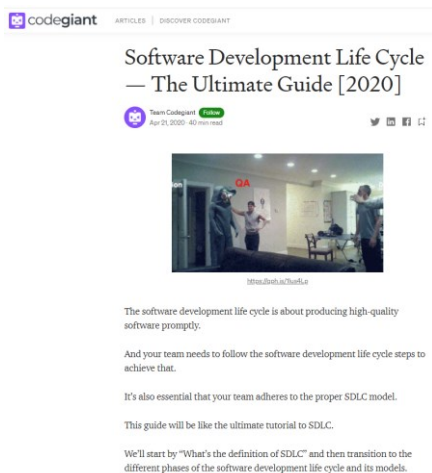 codegiant ARTICLES DISCOVER CODEGIANT
Software Development Life Cycle
— The Ultimate Guide [2020]
Team Codegiant Follow
Apr 21, 2020 · 40 min read
QA
The software development life cycle is about producing high-quality
software promptly.
And your team needs to follow the software development life cycle steps to
achieve that.
It's also essential that your team adheres to the proper SDLC model.
This guide will be like the ultimate tutorial to SDLC.
We'll start by “What's the definition of SDLC” and then transition to the
different phases of the software development life cycle and its models.